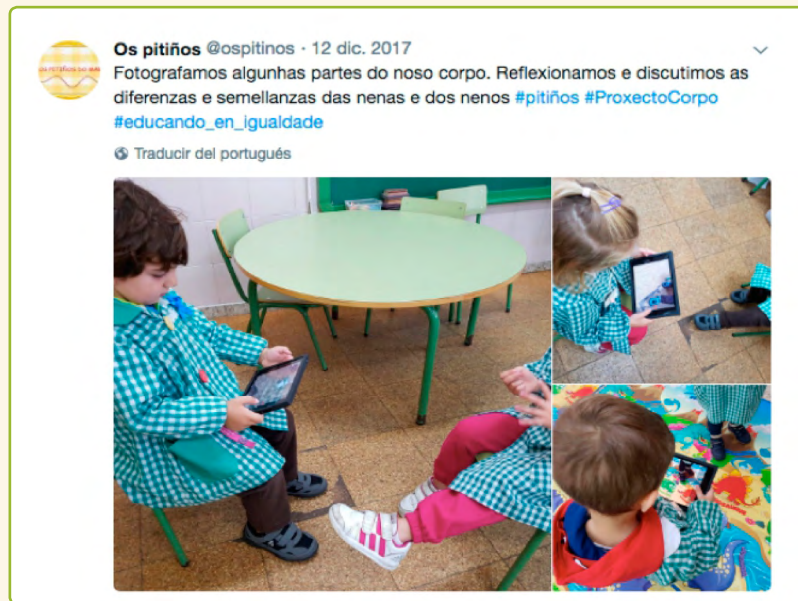 Os pitiños @ospitinos · 12 dic. 2017
Fotografamos algunhas partes do noso corpo. Reflexionamos e discutimos as
diferenzas e semellanzas das nenas e dos nenos #pitiños #ProxectoCorpo
#educando_en_igualdade
Traducir del portugués